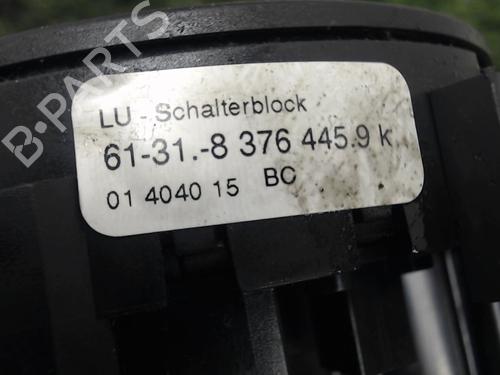 LU - Schalterblock
61-31.-8 376 445.9 k
01 4040 15 BC
B-PARTS